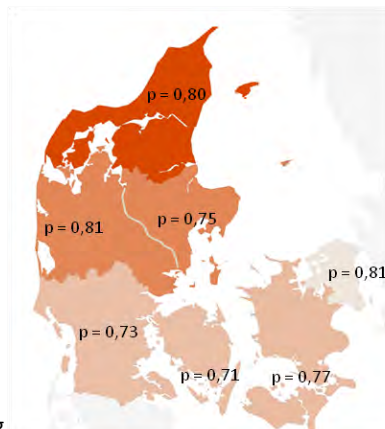 p = 0,80
p = 0,81
p = 0,75
p = 0,81
p = 0,73
p = 0,71
p = 0,77
g